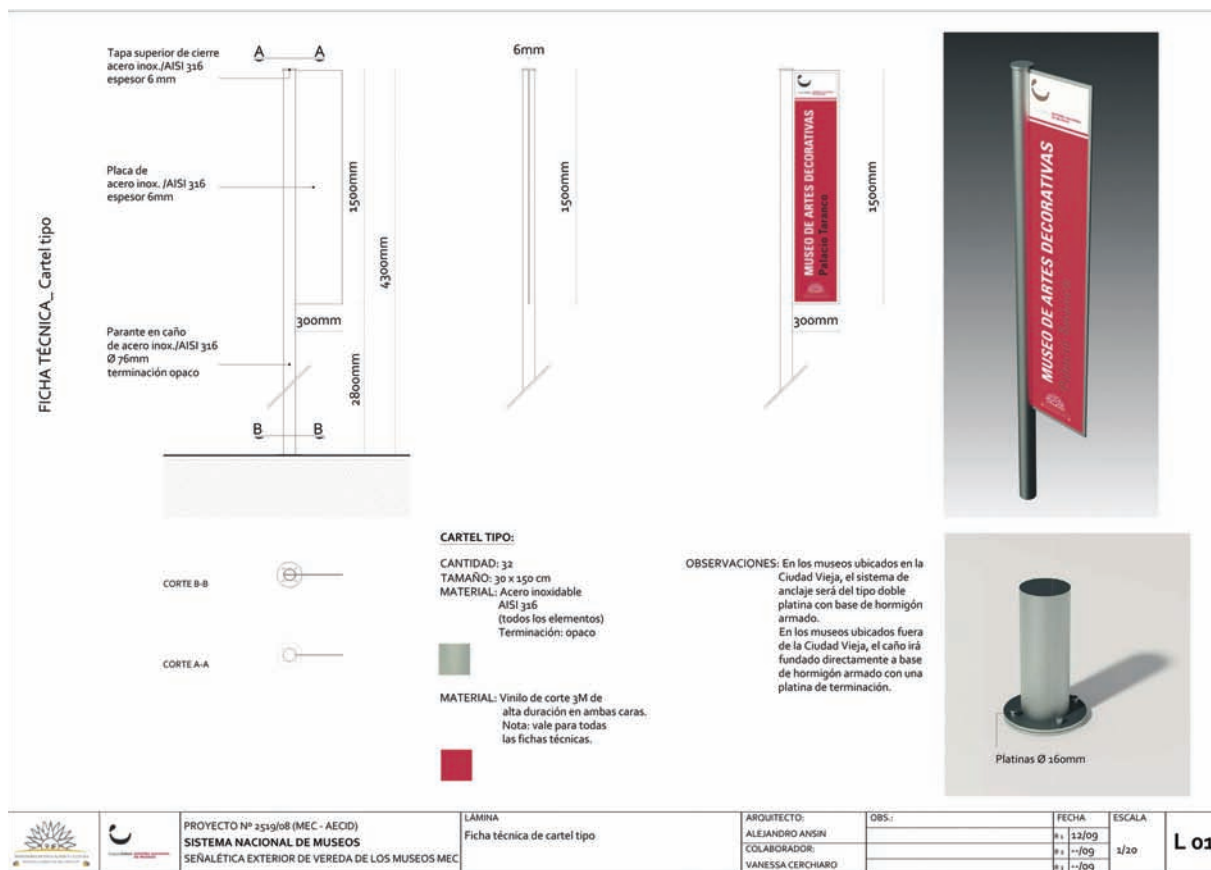 FICHA TÉCNICA_ Cartel tipo
Tapa superior de cierre
acero inox./AISI 316
espesor 6 mm
Placa de
acero inox. /AISI 316
espesor 6mm
Parante en caño
de acero inox./AISI 316
Ø 76mm
terminación opaco
A A
1500mm
4300mm
300mm
2800mm
B B
6mm
1500mm
MUSEO DE ARTES DECORATIVAS
Palacio Taranco
1500mm
300mm
MUSEO DE ARTES DECORATIVAS
CORTE B-B
CORTE A-A
CARTEL TIPO:
CANTIDAD: 32
TAMAÑO: 30 x 150 cm
MATERIAL: Acero inoxidable
AISI 316
(todos los elementos)
Terminación: opaco
MATERIAL: Vinilo de corte 3M de
alta duración en ambas caras.
Nota: vale para todas
las fichas técnicas.
OBSERVACIONES: En los museos ubicados en la
Ciudad Vieja, el sistema de
anclaje será del tipo doble
platina con base de hormigón
armado.
En los museos ubicados fuera
de la Ciudad Vieja, el caño irá
fundado directamente a base
de hormigón armado con una
platina de terminación.
Platinas Ø 160mm
PROYECTO Nº 2519/08 (MEC - AECID)
SISTEMA NACIONAL DE MUSEOS
SEÑALÉTICA EXTERIOR DE VEREDA DE LOS MUSEOS MEC
LÁMINA
Ficha técnica de cartel tipo
ARQUITECTO:
ALEJANDRO ANSIN
COLABORADOR:
VANESSA CERCHIARO
OBS.:
FECHA
R 1 12/09
R 2 --/09
R 3 --/09
ESCALA
1/20
L 01